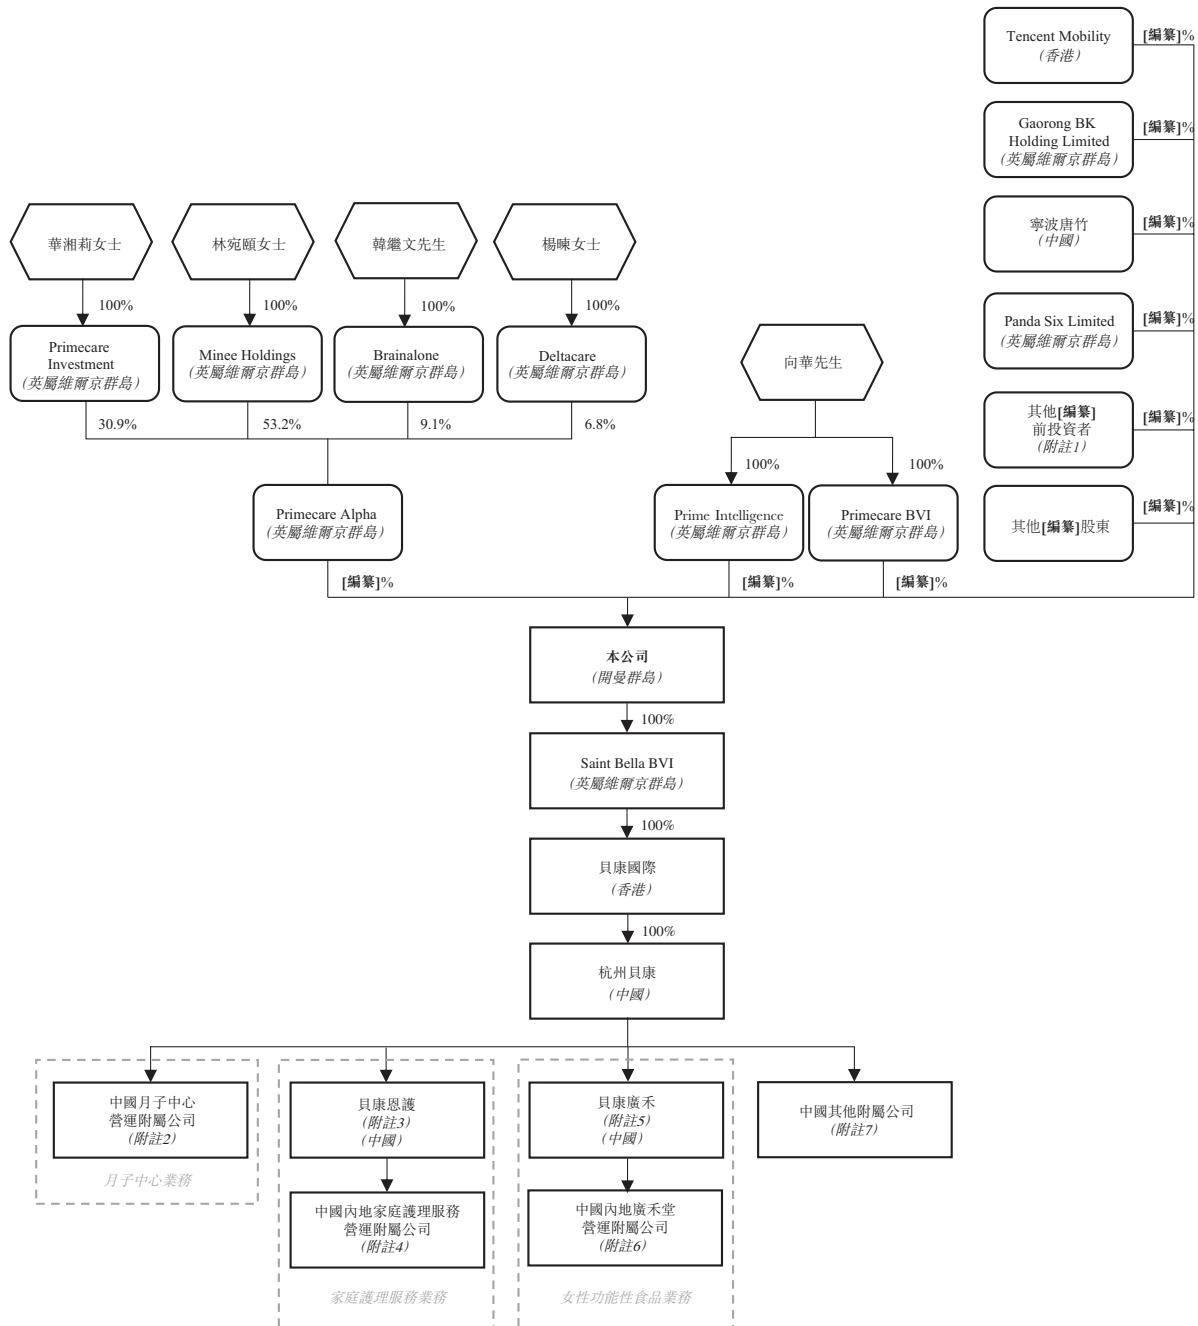 Tencent Mobility
（香港）
[編纂]%
Gaorong BK
Holding Limited
（英屬維爾京群島）
[編纂]%
寧波唐竹
（中國）
[編纂]%
Panda Six Limited
（英屬維爾京群島）
[編纂]%
其他[編纂]
前投資者
（附註1）
[編纂]%
其他[編纂]股東
[編纂]%
華湘莉女士
林宛頤女士
韓繼文先生
楊暕女士
100%
100%
100%
100%
Primecare
Investment
（英屬維爾京群島）
Minee Holdings
（英屬維爾京群島）
Brainalone
（英屬維爾京群島）
Deltacare
（英屬維爾京群島）
向華先生
30.9%
53.2%
9.1%
6.8%
100%
100%
Primecare Alpha
（英屬維爾京群島）
Prime Intelligence
（英屬維爾京群島）
Primecare BVI
（英屬維爾京群島）
[編纂]%
[編纂]%
[編纂]%
本公司
（開曼群島）
100%
Saint Bella BVI
（英屬維爾京群島）
100%
貝康國際
（香港）
100%
杭州貝康
（中國）
中國月子中心
營運附屬公司
（附註2）
月子中心業務
貝康恩護
（附註3）
（中國）
中國內地家庭護理服務
營運附屬公司
（附註4）
家庭護理服務業務
貝康廣禾
（附註5）
（中國）
中國內地廣禾堂
營運附屬公司
（附註6）
女性功能性食品業務
中國其他附屬公司
（附註7）